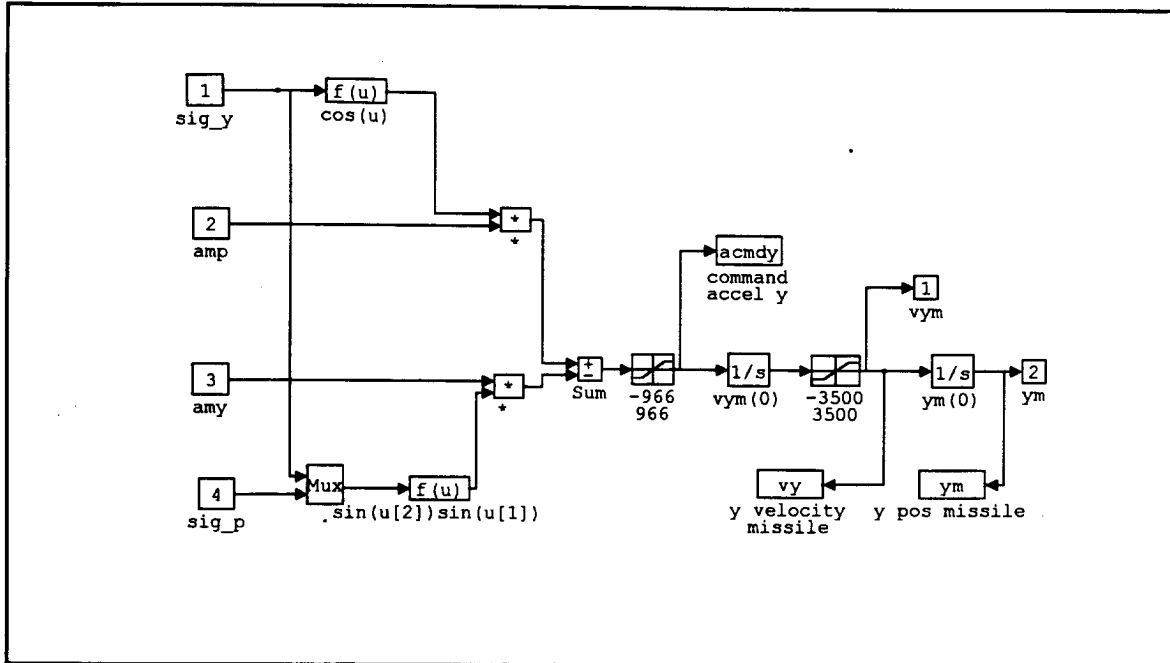 1
sig_y
f(u)
cos(u)
2
amp
*
*
acmdy
command
accel y
1
vym
3
amy
*
*
+
-
Sum
-966
966
1/s
vym(0)
-3500
3500
1/s
ym(0)
2
ym
4
sig_p
Mux
f(u)
sin(u[2])sin(u[1])
vy
y velocity
missile
ym
y pos missile